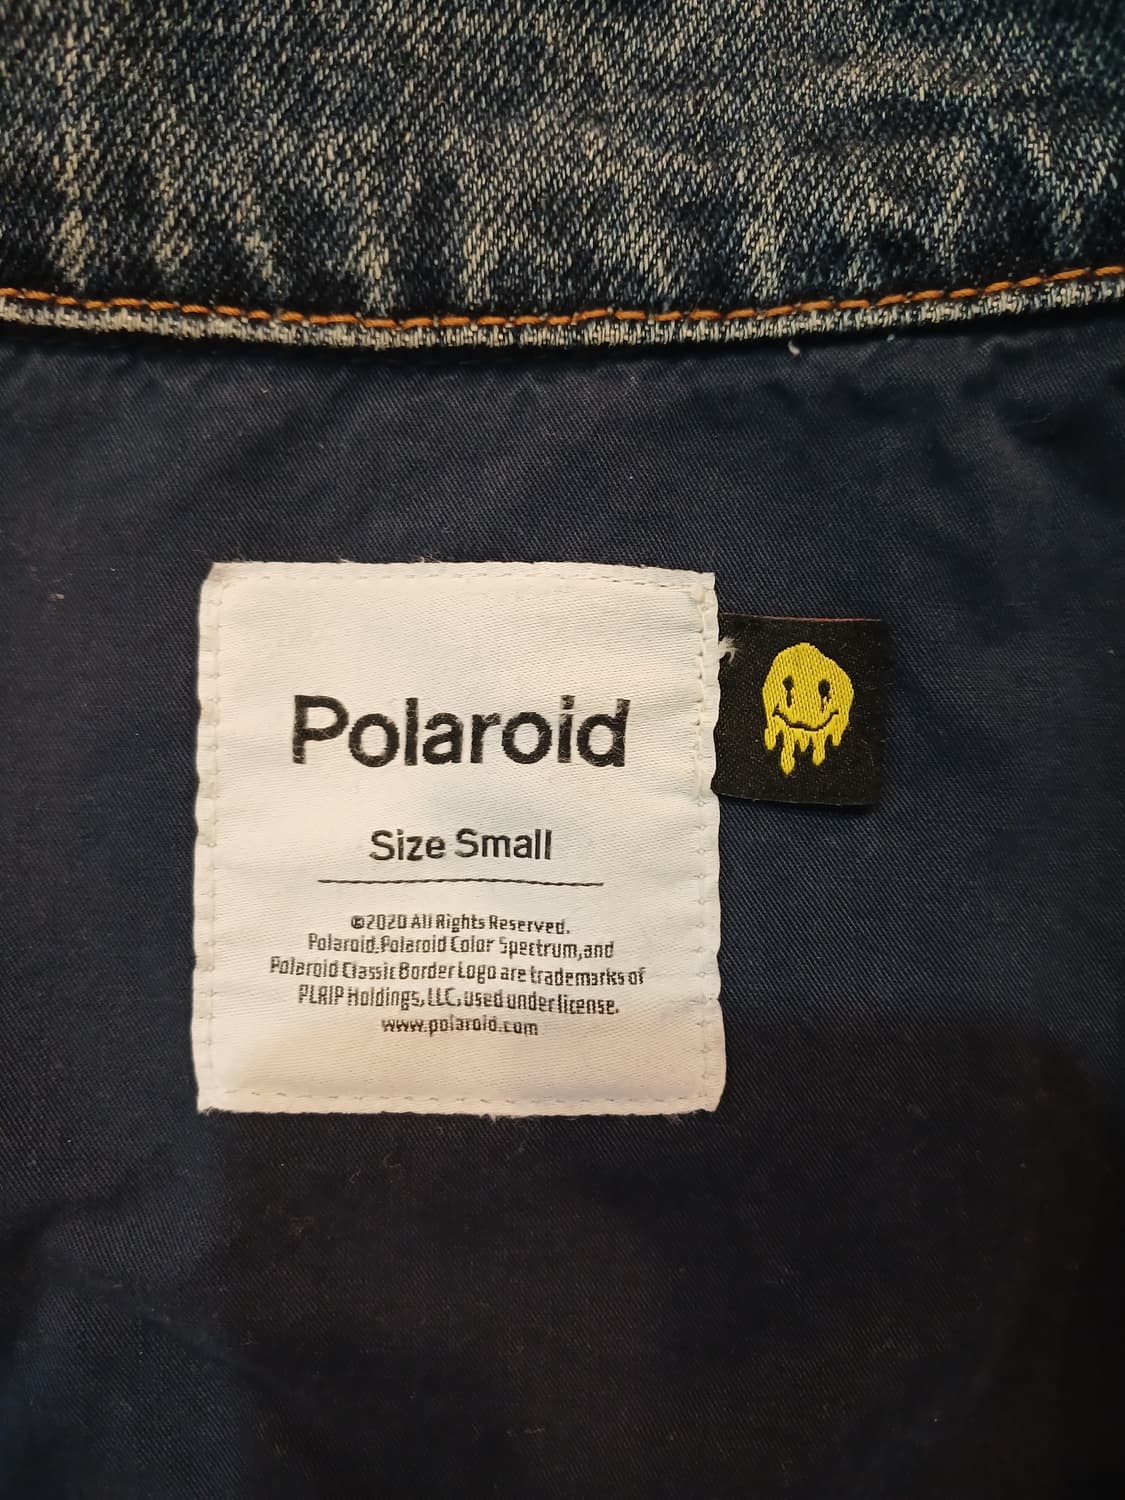 Polaroid
Size Small
©2020 All Rights Reserved.
Polaroid,Polaroid Color Spectrum,and
Polaroid Classic Border Logo are trademarks of
PLRIP Holdings,LLC,used under license.
www.polaroid.com